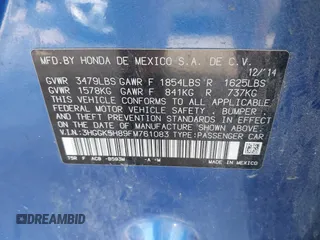 MFD.BY HONDA DE MEXICO S.A. DE C.V.
12/'14
GVWR 3479LBS GAWR F 1854LBS R 1625LBS
GVWR 1578KG GAWR F 841KG R 737KG
THIS VEHICLE CONFORMS TO ALL APPLICABLE
FEDERAL MOTOR VEHICLE SAFETY , BUMPER , AND
THEFT PREVENTION STANDARDS IN EFFECT ON THE
DATE OF MANUFACTURE SHOWN ABOVE.
V.I.N: 3HGGK5H89FM761083 TYPE: PASSENGER CAR
MADE IN MEXICO